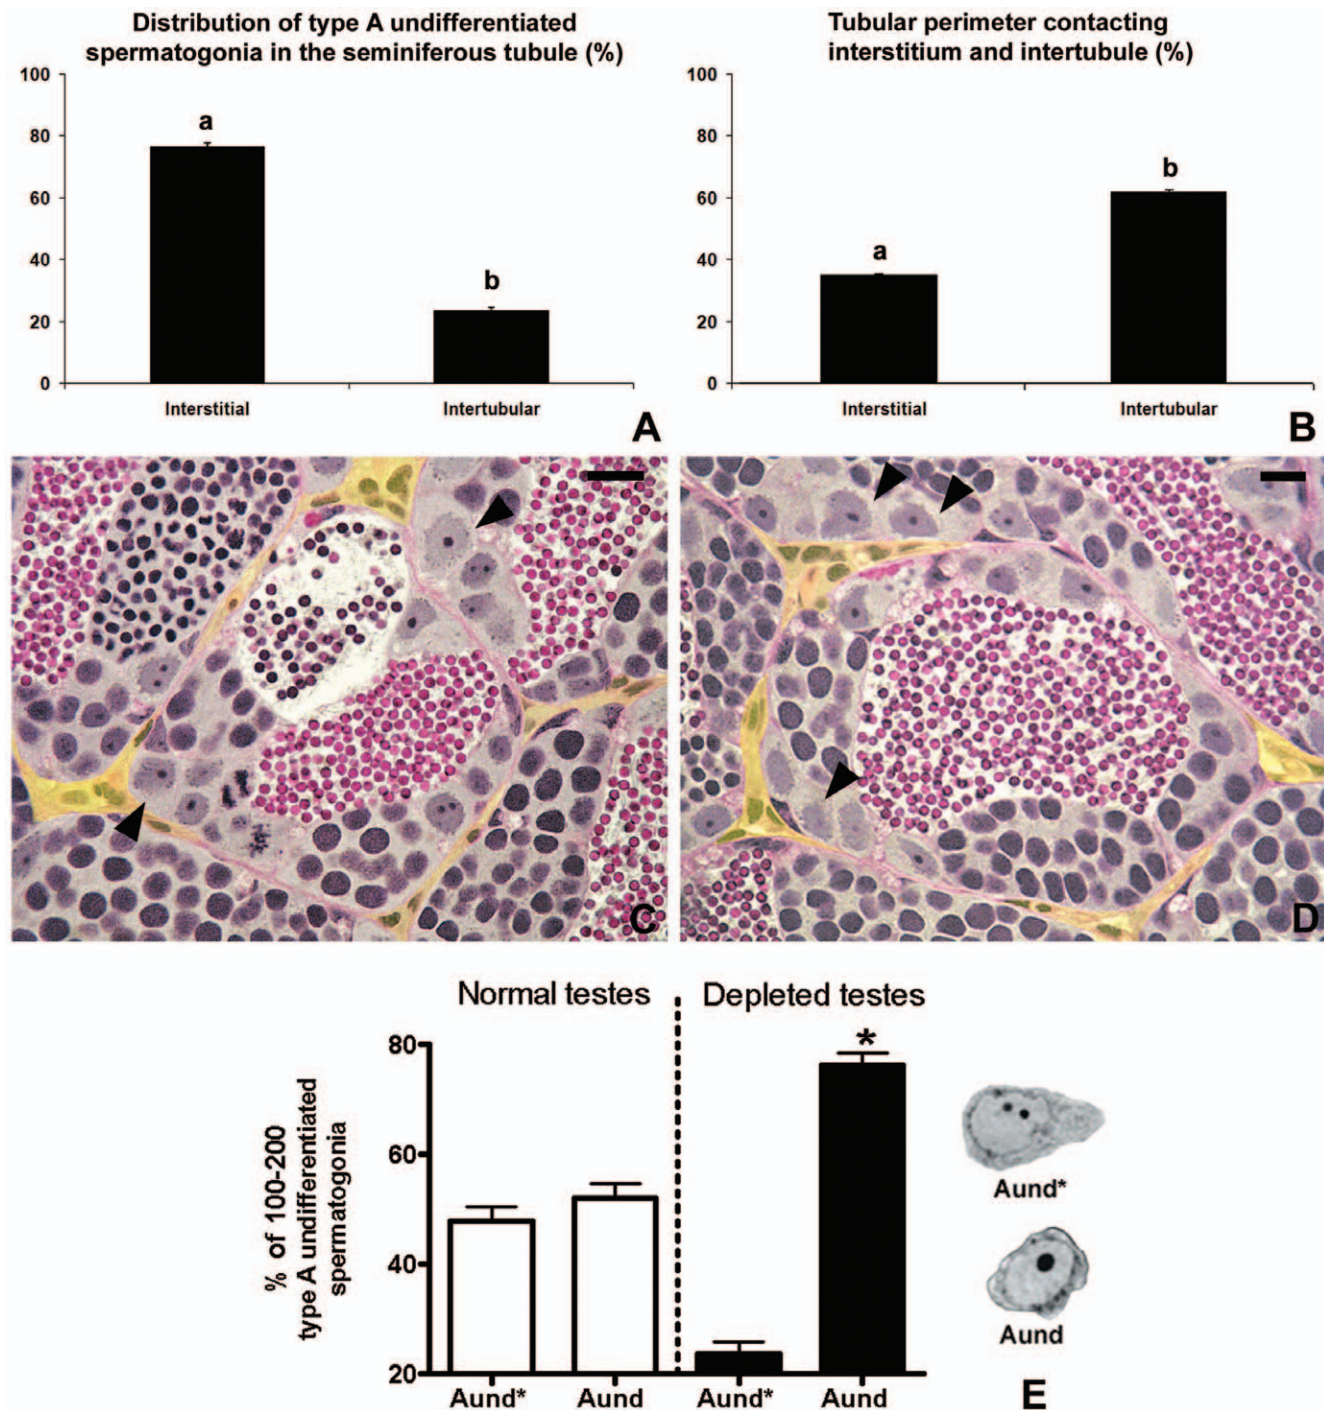 Distribution of type A undifferentiated
spermatogonia in the seminiferous tubule (%)
100
80
60
40
20
0
a
b
Interstitial
Intertubular
A
Tubular perimeter contacting
interstitium and intertubule (%)
100
80
60
40
20
0
a
b
Interstitial
Intertubular
B
C
D
Normal testes
Depleted testes
% of 100-200
type A undifferentiated
spermatogonia
80
60
40
20
*
Aund*
Aund
Aund*
Aund
Aund*
Aund
E